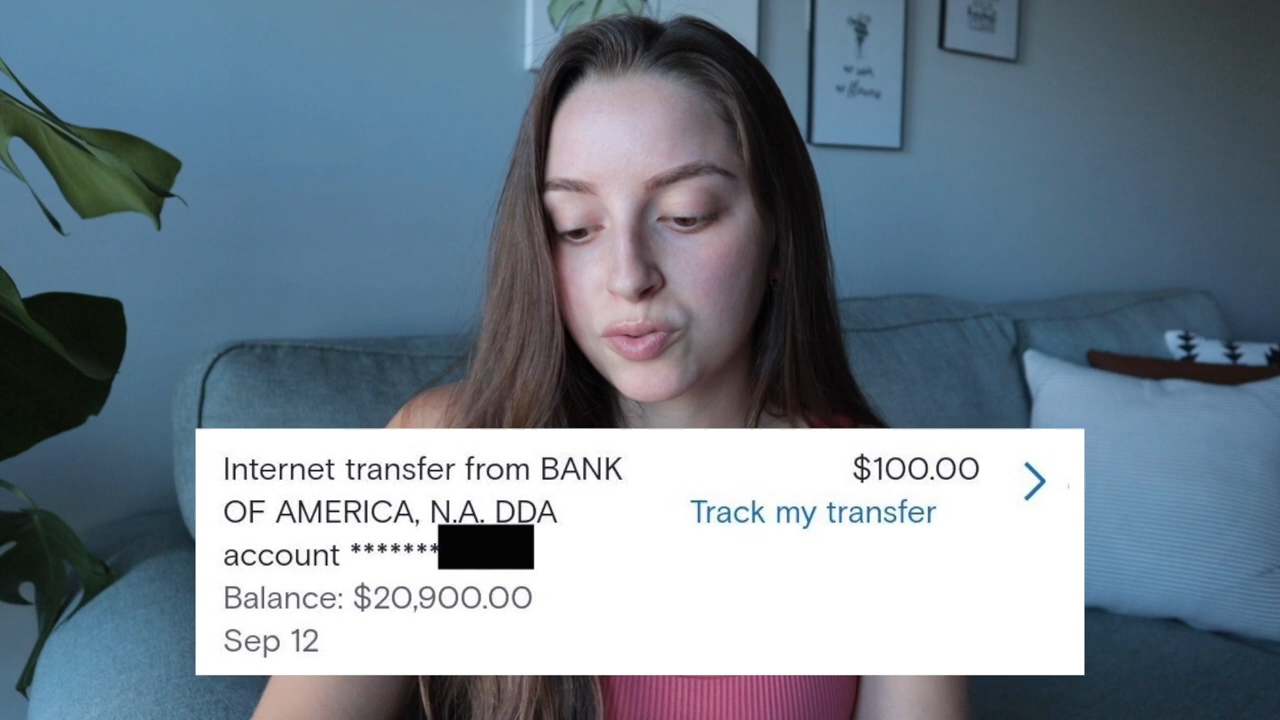 Internet transfer from BANK
$100.00
OF AMERICA, N.A. DDA
Track my transfer
account *******
Balance: $20,900.00
Sep 12